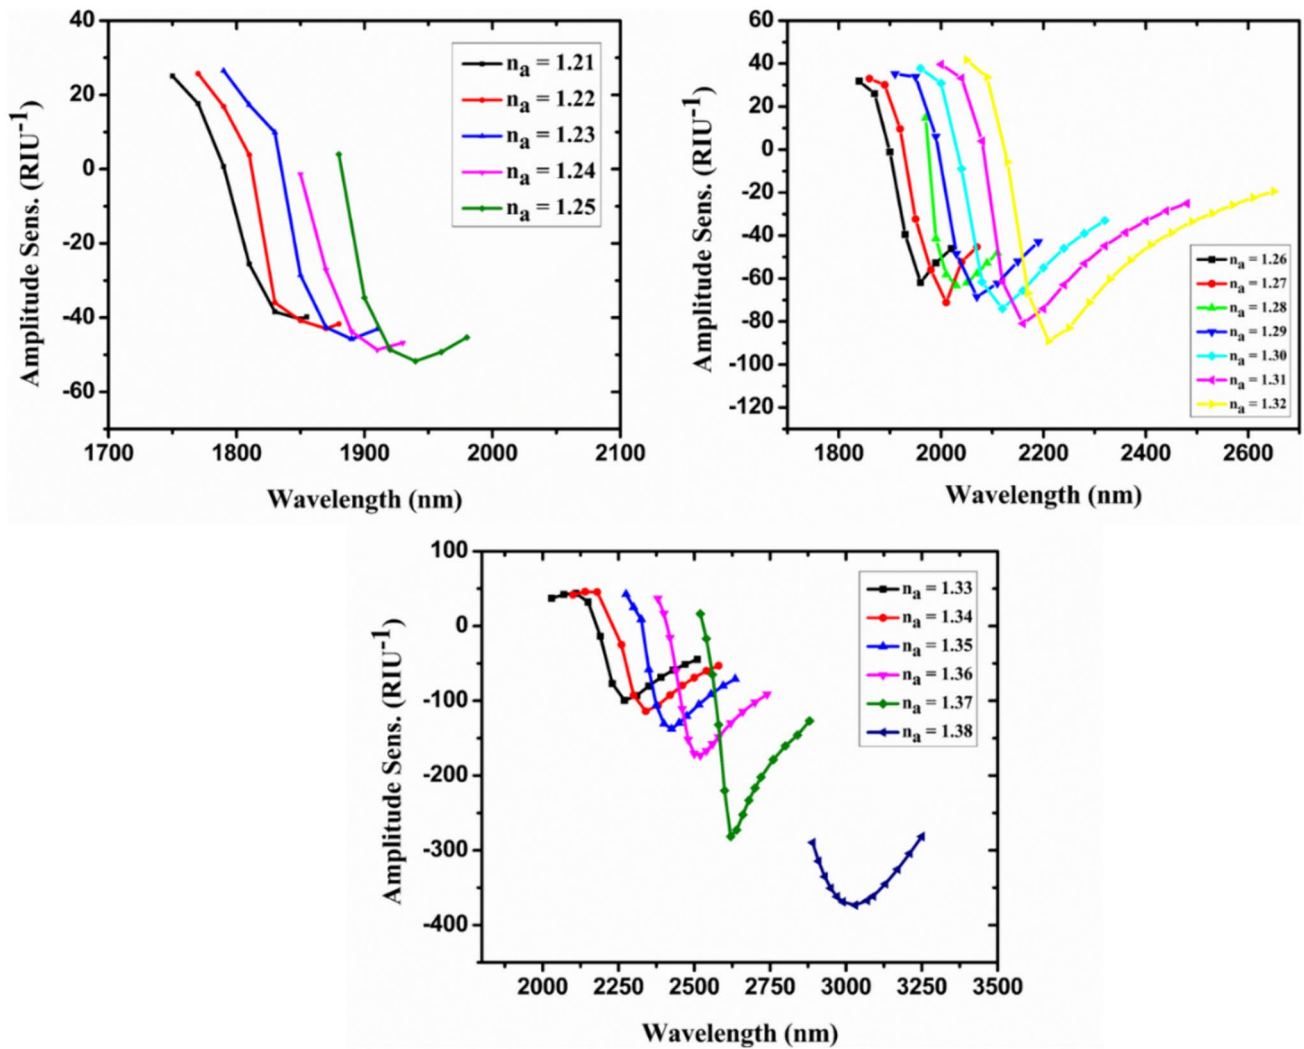 40
20
0
-20
-40
-60
1700 1800 1900 2000 2100
Wavelength (nm)
Amplitude Sens. (RIU⁻¹)
nₐ = 1.21
nₐ = 1.22
nₐ = 1.23
nₐ = 1.24
nₐ = 1.25
60
40
20
0
-20
-40
-60
-80
-100
-120
1800 2000 2200 2400 2600
Wavelength (nm)
Amplitude Sens. (RIU⁻¹)
nₐ = 1.26
nₐ = 1.27
nₐ = 1.28
nₐ = 1.29
nₐ = 1.30
nₐ = 1.31
nₐ = 1.32
100
0
-100
-200
-300
-400
2000 2250 2500 2750 3000 3250 3500
Wavelength (nm)
Amplitude Sens. (RIU⁻¹)
nₐ = 1.33
nₐ = 1.34
nₐ = 1.35
nₐ = 1.36
nₐ = 1.37
nₐ = 1.38